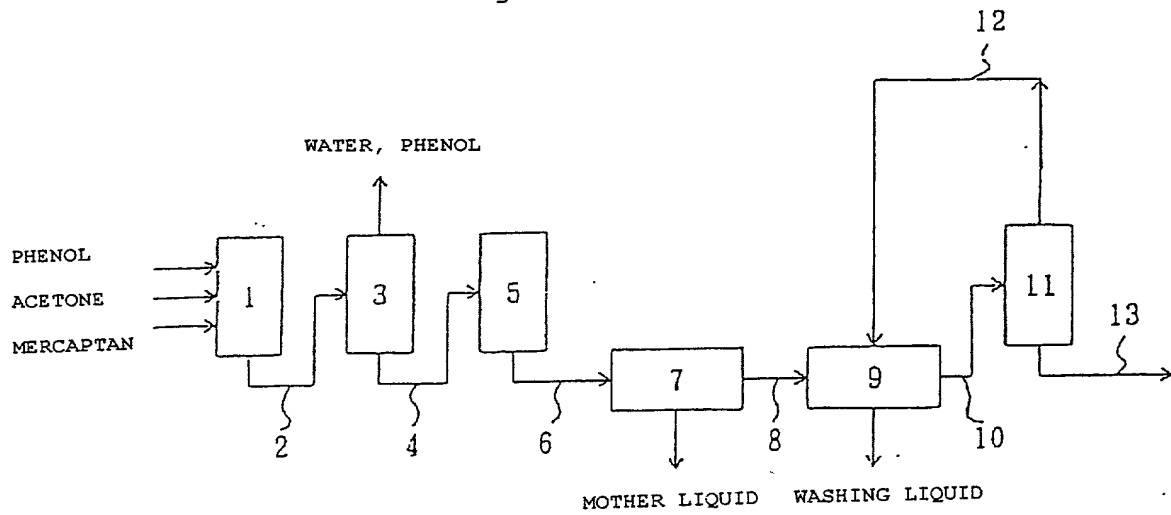 12
WATER, PHENOL
PHENOL
ACETONE
MERCAPTAN
1
3
5
11
13
7
9
2
4
6
8
10
MOTHER LIQUID
WASHING LIQUID